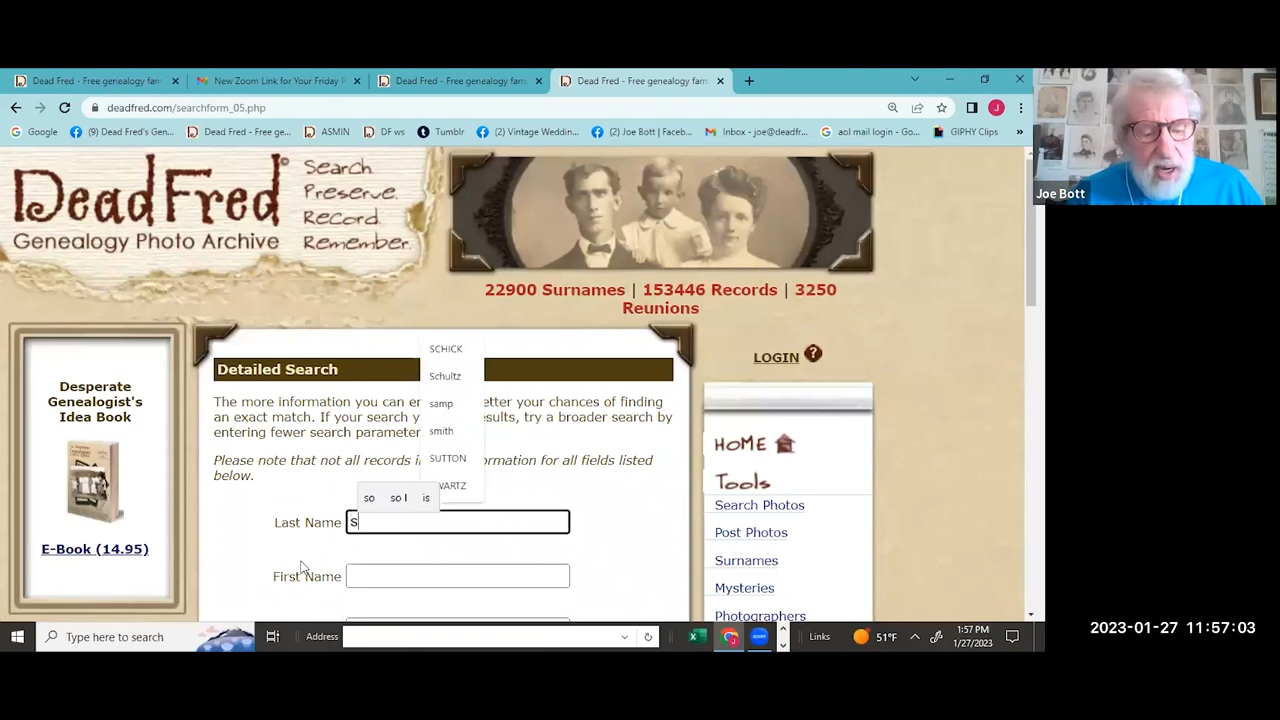 Dead Fred - Free genealogy fam
New Zoom Link for Your Friday P
Dead Fred - Free genealogy fam
Dead Fred - Free genealogy fam
deadfred.com/searchform_05.php
J
Google
(9) Dead Fred's Gen...
Dead Fred - Free ge...
ASMIN
DF ws
Tumblr
(2) Vintage Weddin...
(2) Joe Bott | Faceb...
Inbox - joe@deadfr...
aol mail login - Go...
GIPHY Clips
»
Joe Bott
DeadFred®
Genealogy Photo Archive
Search.
Preserve.
Record.
Remember.
22900 Surnames | 153446 Records | 3250
Reunions
Desperate
Genealogist's
Idea Book
E-Book (14.95)
Detailed Search
The more information you can en
etter your chances of finding
an exact match. If your search y
esults, try a broader search by
entering fewer search parameter
Please note that not all records i
formation for all fields listed
below.
SCHICK
Schultz
samp
smith
SUTTON
WARTZ
so so I is
Last Name S
First Name
LOGIN ?
HOME
Tools
Search Photos
Post Photos
Surnames
Mysteries
Photographers
Type here to search
Address
Links
51°F
1:57 PM
1/27/2023
2023-01-27 11:57:03